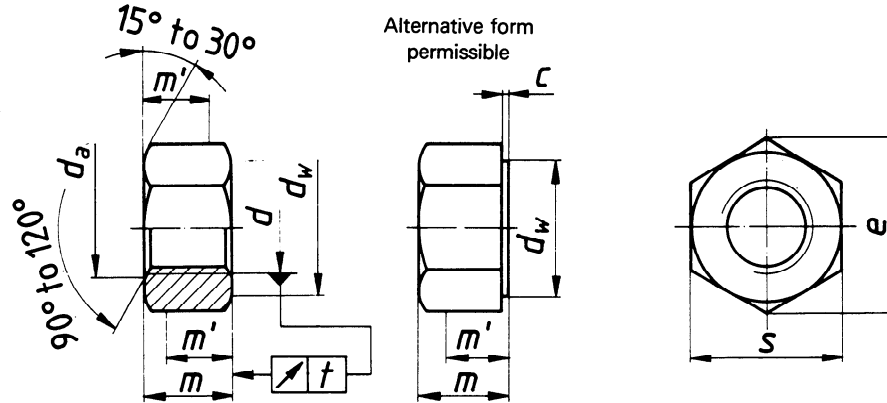 15° to 30°
Alternative form
permissible
m'
c
d_a
d_w
d
90° to 120°
d_w
e
m'
m'
s
m
t
m